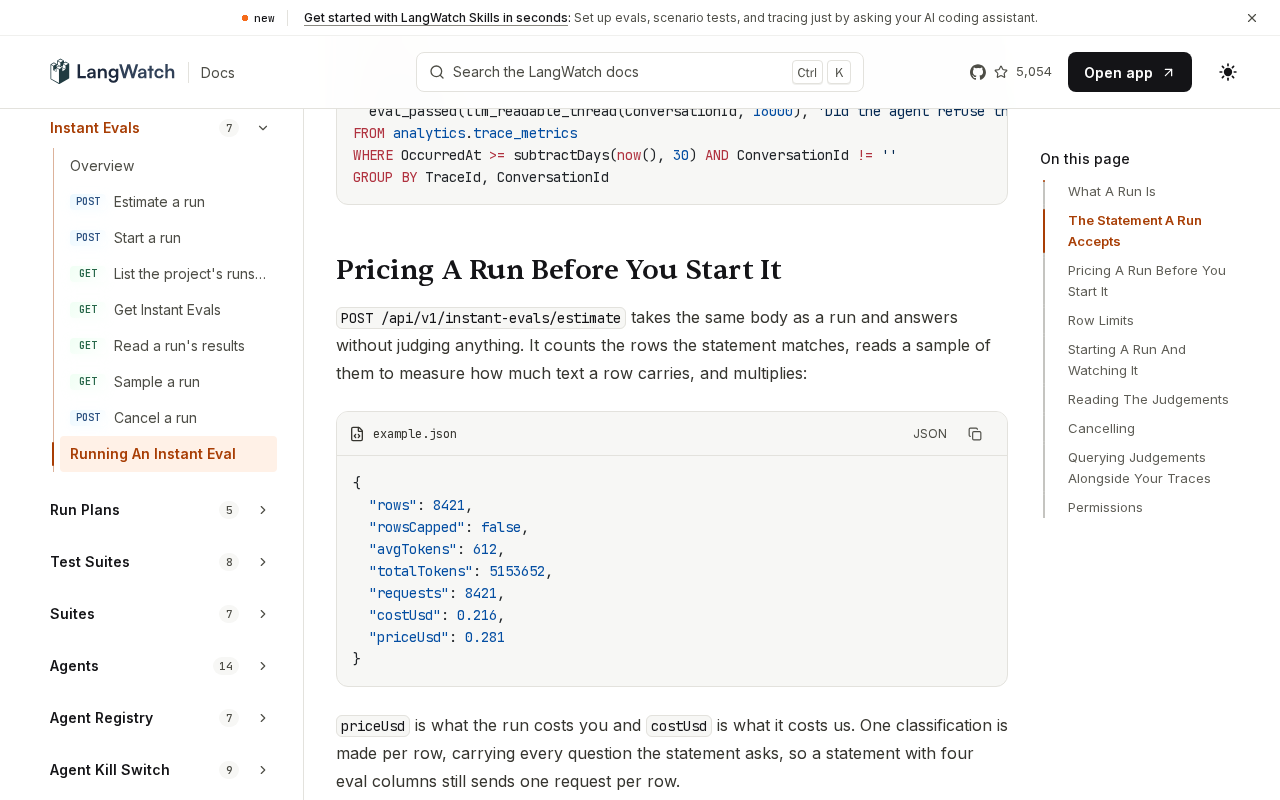 new
Get started with LangWatch Skills in seconds: Set up evals, scenario tests, and tracing just by asking your AI coding assistant.
LangWatch
Docs
Search the LangWatch docs
Ctrl K
5,054
Open app
Instant Evals 7
Overview
POST Estimate a run
POST Start a run
GET List the project's runs…
GET Get Instant Evals
GET Read a run's results
GET Sample a run
POST Cancel a run
Running An Instant Eval
Run Plans 5
Test Suites 8
Suites 7
Agents 14
Agent Registry 7
Agent Kill Switch 9
eval_passed(llm_readable_thread(ConversationId, 16000), 'Did the agent refuse th
FROM analytics.trace_metrics
WHERE OccurredAt >= subtractDays(now(), 30) AND ConversationId != ''
GROUP BY TraceId, ConversationId
Pricing A Run Before You Start It
POST /api/v1/instant-evals/estimate takes the same body as a run and answers
without judging anything. It counts the rows the statement matches, reads a sample of
them to measure how much text a row carries, and multiplies:
example.json JSON
{
"rows": 8421,
"rowsCapped": false,
"avgTokens": 612,
"totalTokens": 5153652,
"requests": 8421,
"costUsd": 0.216,
"priceUsd": 0.281
}
priceUsd is what the run costs you and costUsd is what it costs us. One classification is
made per row, carrying every question the statement asks, so a statement with four
eval columns still sends one request per row.
On this page
What A Run Is
The Statement A Run
Accepts
Pricing A Run Before You
Start It
Row Limits
Starting A Run And
Watching It
Reading The Judgements
Cancelling
Querying Judgements
Alongside Your Traces
Permissions